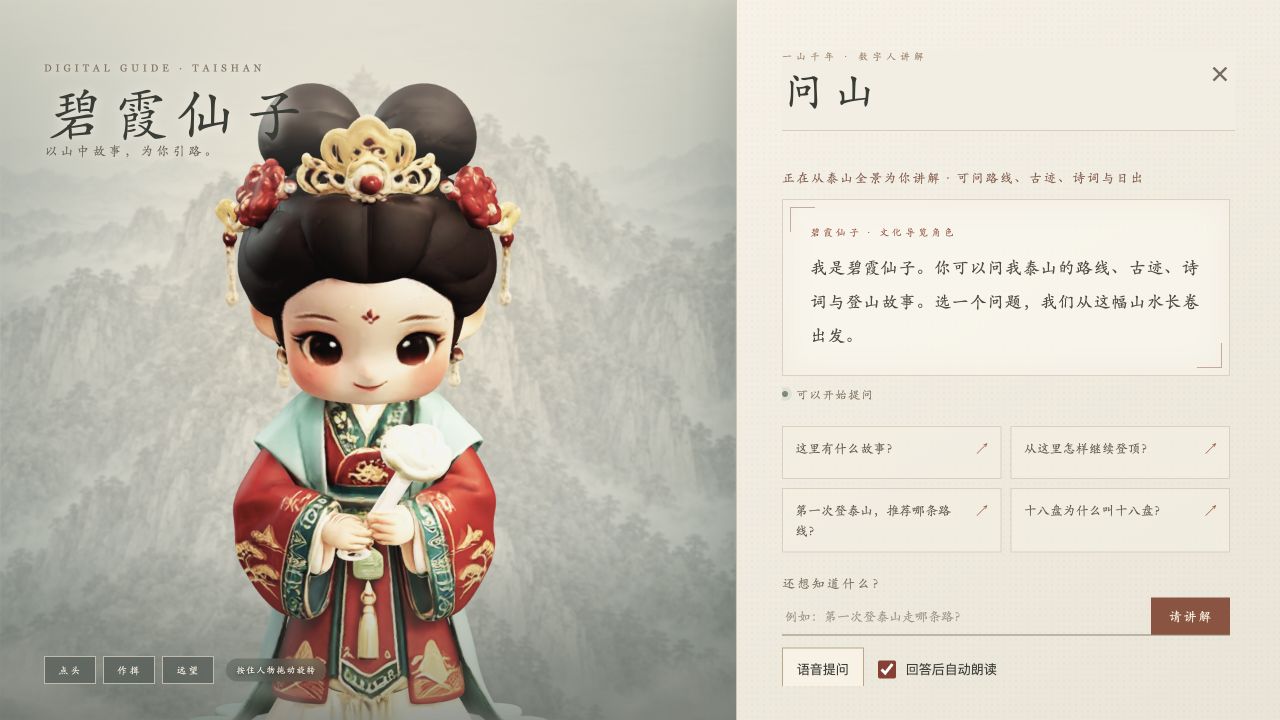 DIGITAL GUIDE · TAISHAN
碧霞仙子
以山中故事，为你引路。
点头
作揖
远望
按住人物拖动旋转
一山千年 · 数字人讲解
问山
×
正在从泰山全景为你讲解 · 可问路线、古迹、诗词与日出
碧霞仙子 · 文化导览角色
我是碧霞仙子。你可以问我泰山的路线、古迹、诗
词与登山故事。选一个问题，我们从这幅山水长卷
出发。
可以开始提问
这里有什么故事？
从这里怎样继续登顶？
第一次登泰山，推荐哪条路
线？
十八盘为什么叫十八盘？
还想知道什么？
例如：第一次登泰山走哪条路？
请讲解
语音提问
回答后自动朗读